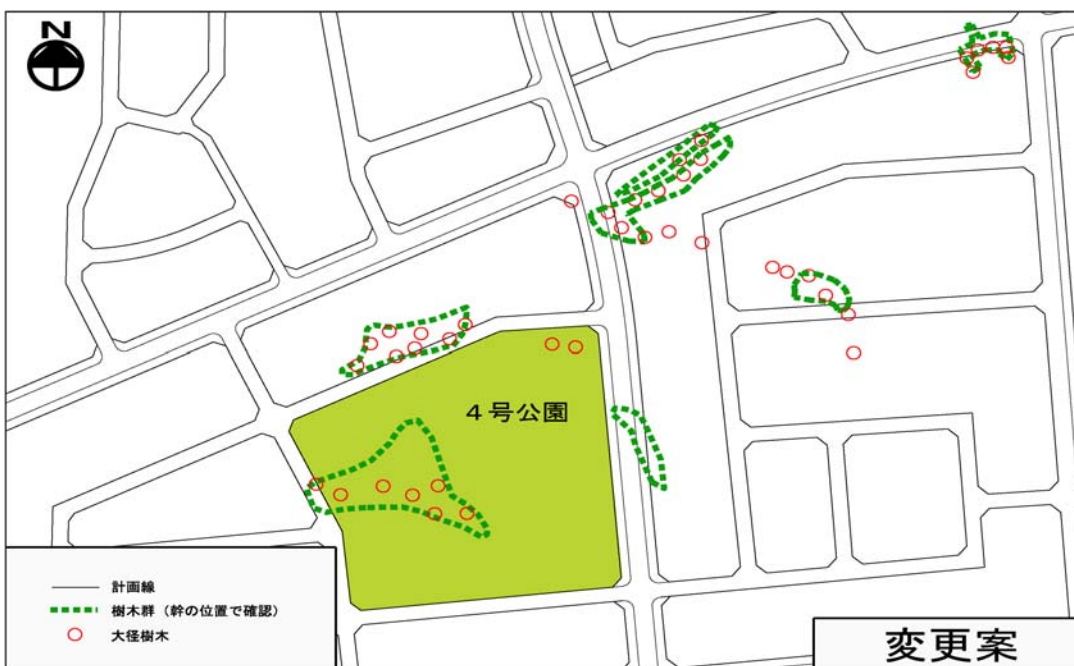 N
4号公園
計画線
樹木群（幹の位置で確認）
大径樹木
変更案